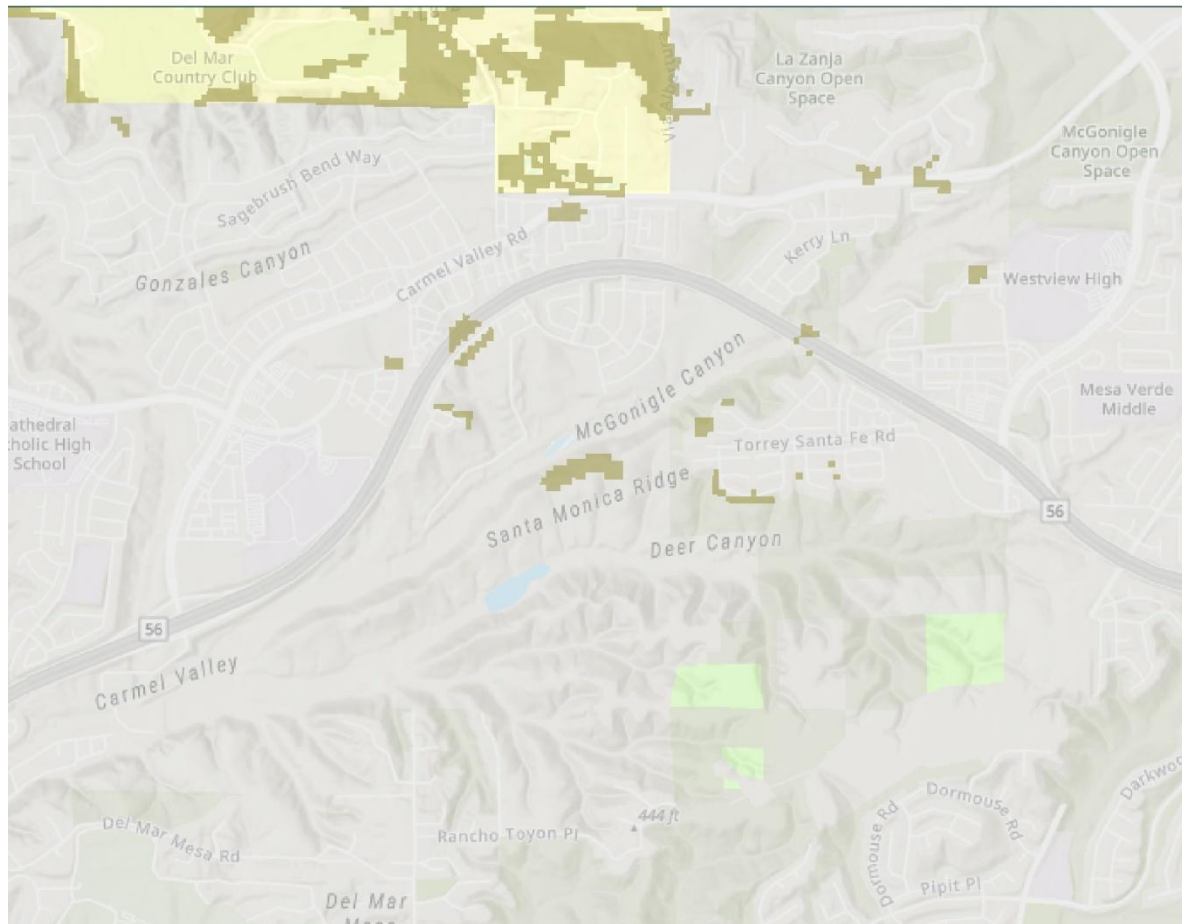 Del Mar
Country Club
La Zanja
Canyon Open
Space
McGonigle
Canyon Open
Space
Sagebrush Bend Way
Gonzales Canyon
Carmel Valley Rd
Kerry Ln
Westview High
McGonigle Canyon
Mesa Verde
Middle
athedral
tholic High
School
Torrey Santa Fe Rd
Santa Monica Ridge
Deer Canyon
56
56
Carmel Valley
444 ft
Rancho Toyon Pl
Del Mar Mesa Rd
Dormouse Rd
Dormouse Rd
Darkwoo
Pipit Pl
Del Mar